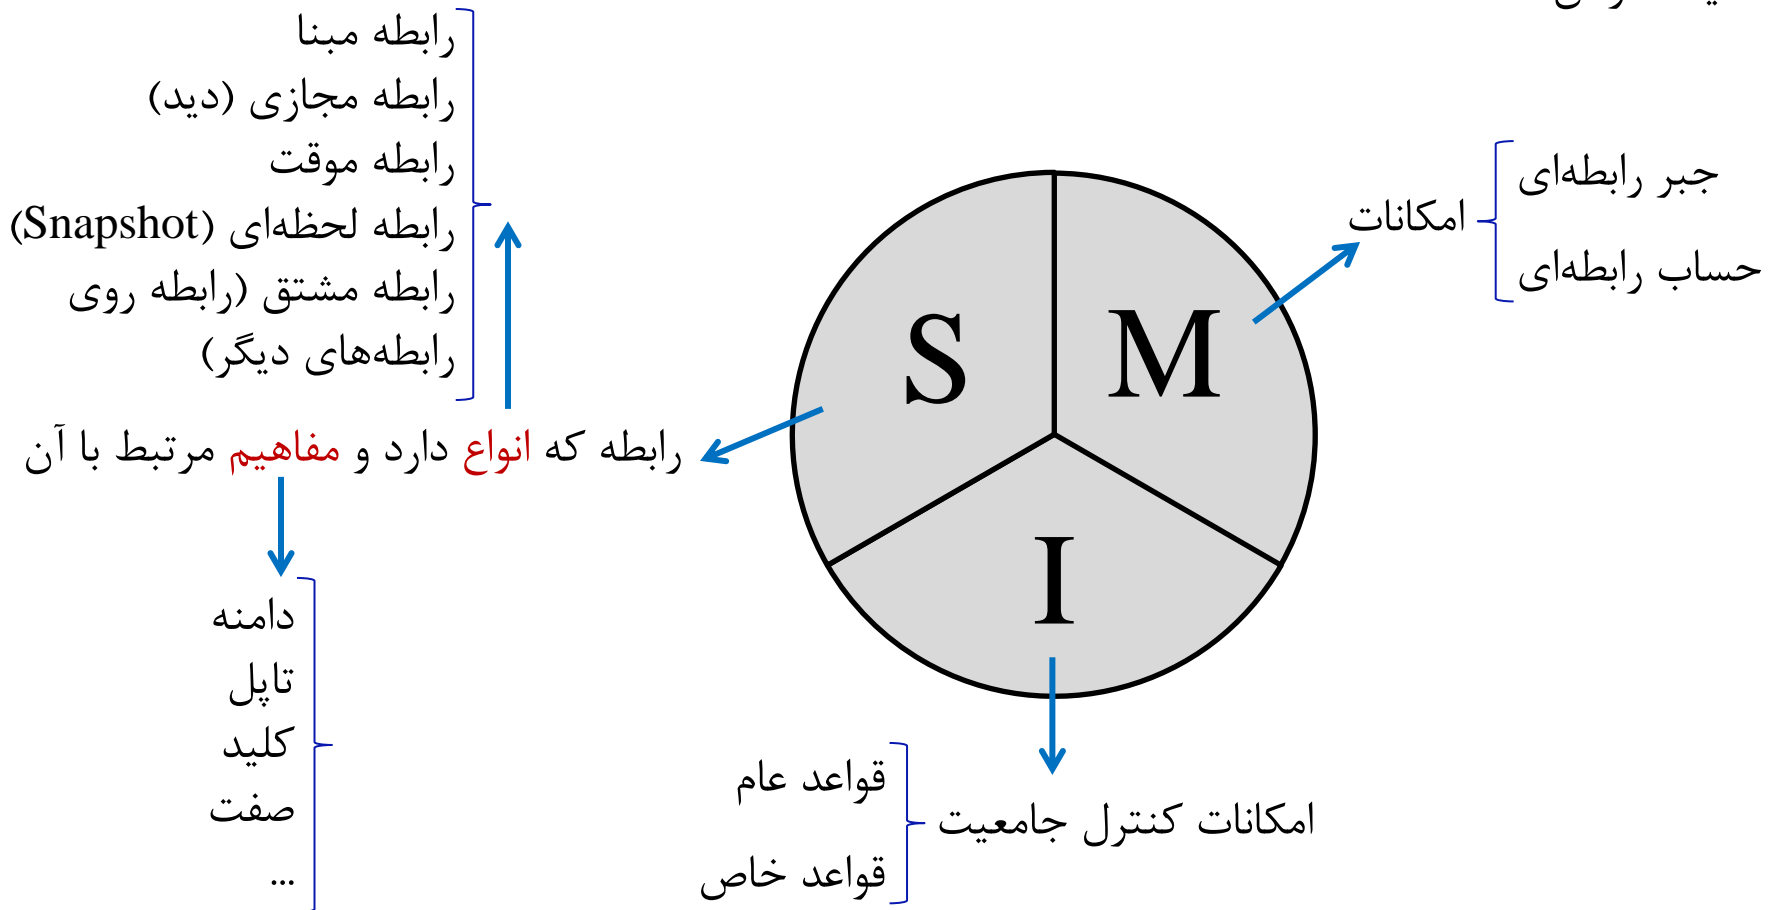 رابطه مبنا
رابطه مجازی (دید)
رابطه موقت
رابطه لحظه‌ای (Snapshot)
رابطه مشتق (رابطه روی
رابطه‌های دیگر)
جبر رابطه‌ای
امکانات
حساب رابطه‌ای
S
M
I
رابطه که انواع دارد و مفاهیم مرتبط با آن
دامنه
تاپل
کلید
صفت
...
قواعد عام
امکانات کنترل جامعیت
قواعد خاص